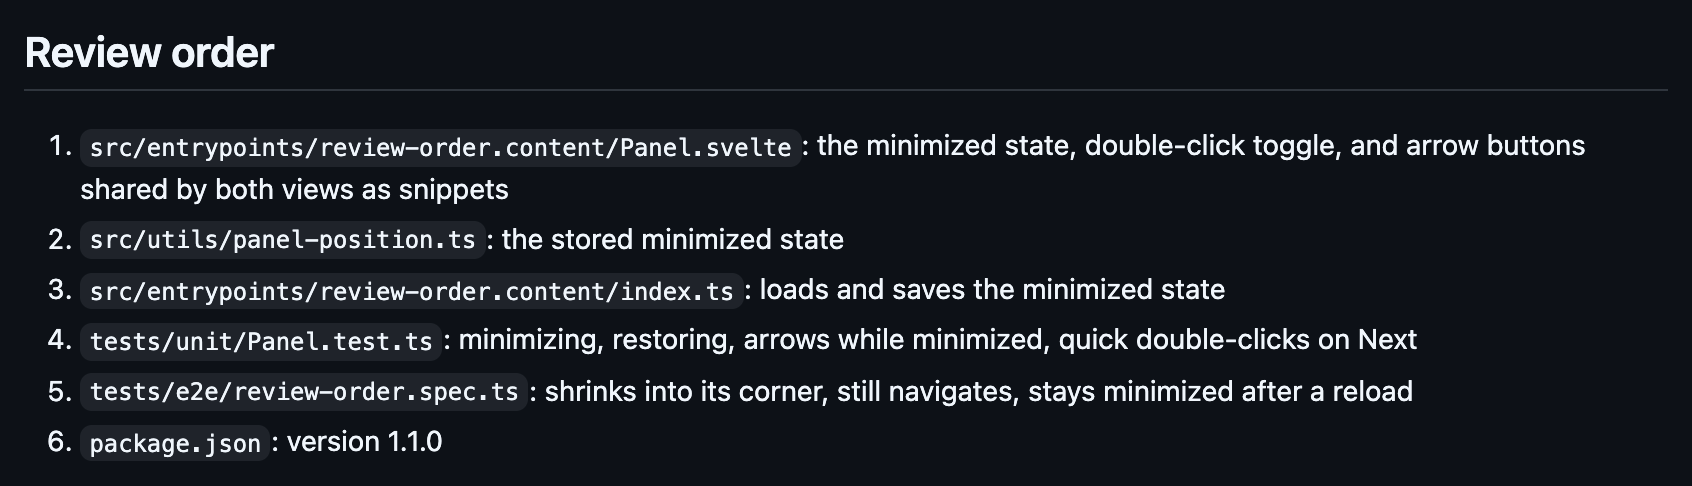 Review order
1. src/entrypoints/review-order.content/Panel.svelte: the minimized state, double-click toggle, and arrow buttons
shared by both views as snippets
2. src/utils/panel-position.ts: the stored minimized state
3. src/entrypoints/review-order.content/index.ts: loads and saves the minimized state
4. tests/unit/Panel.test.ts: minimizing, restoring, arrows while minimized, quick double-clicks on Next
5. tests/e2e/review-order.spec.ts: shrinks into its corner, still navigates, stays minimized after a reload
6. package.json: version 1.1.0